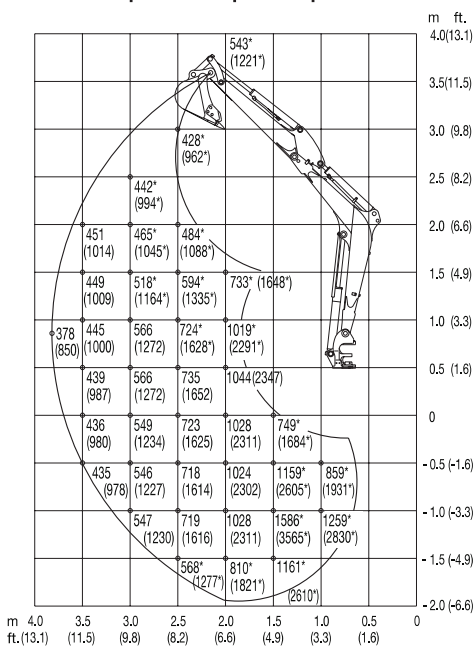 m ft.
4.0(13.1)
543*
(1221*)
3.5(11.5)
3.0 (9.8)
428*
(962*)
2.5 (8.2)
442*
(994*)
2.0 (6.6)
451 465* 484*
(1014) (1045*) (1088*)
1.5 (4.9)
449 518* 594* 733* (1648*)
(1009) (1164*) (1335*)
1.0 (3.3)
378 445 566 724* 1019*
(850) (1000) (1272) (1628*) (2291*)
0.5 (1.6)
439 566 735 1044(2347)
(987) (1272) (1652)
0
436 549 723 1028 749*
(980) (1234) (1625) (2311) (1684*)
- 0.5 (-1.6)
435 546 718 1024 1159* 859*
(978) (1227) (1614) (2302) (2605*) (1931*)
- 1.0 (-3.3)
547 719 1028 1586* 1259*
(1230) (1616) (2311) (3565*) (2830*)
- 1.5 (-4.9)
568* 810* 1161*
(1277*) (1821*) (2610*)
- 2.0 (-6.6)
m 4.0 3.5 3.0 2.5 2.0 1.5 1.0 0.5 0
ft. (13.1) (11.5) (9.8) (8.2) (6.6) (4.9) (3.3) (1.6)